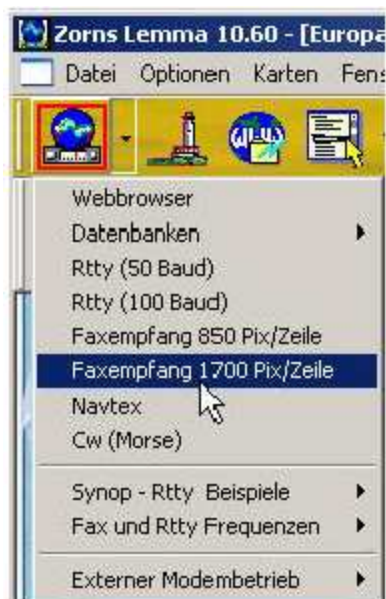 Zorns Lemma 10.60 - [Europa
Datei Optionen Karten Fens
Webbrowser
Datenbanken
Rtty (50 Baud)
Rtty (100 Baud)
Faxempfang 850 Pix/Zeile
Faxempfang 1700 Pix/Zeile
Navtex
Cw (Morse)
Synop - Rtty Beispiele
Fax und Rtty Frequenzen
Externer Modembetrieb